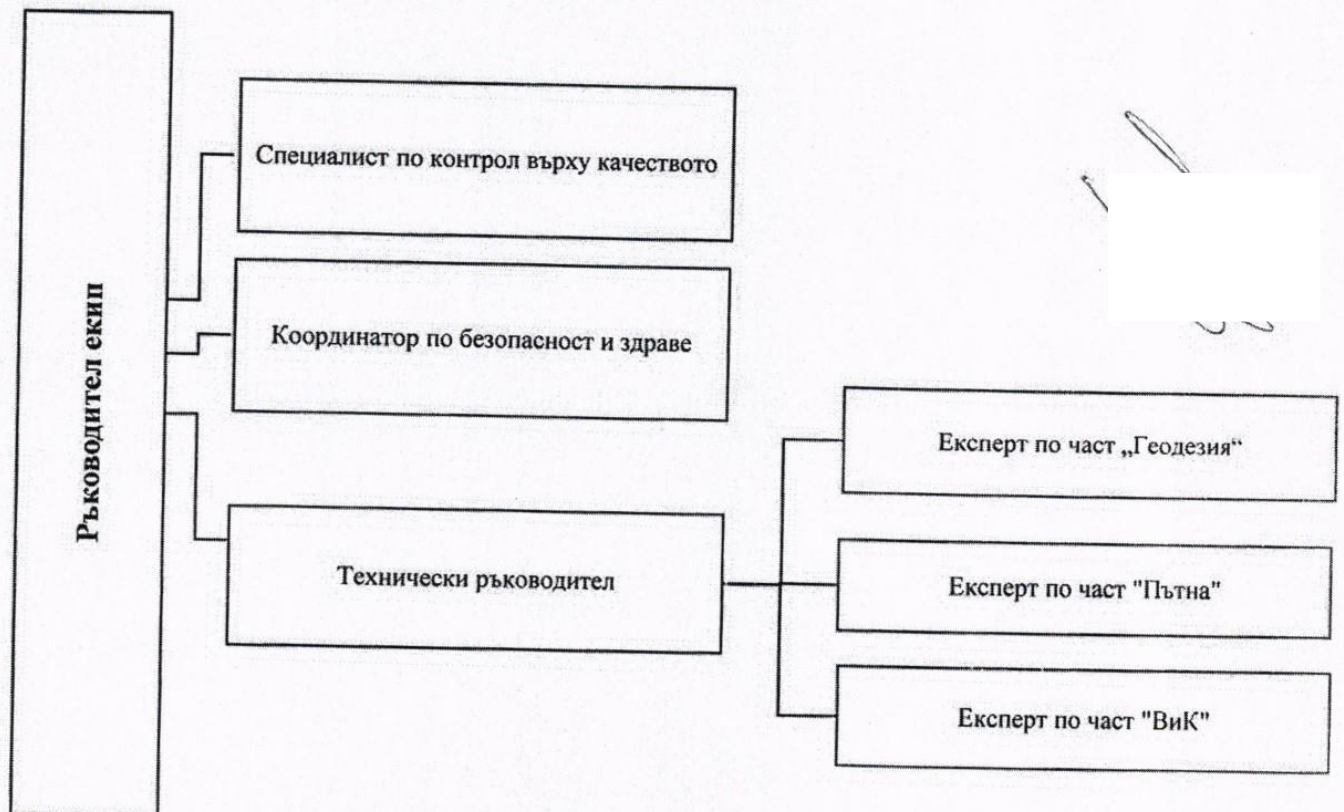 Ръководител екип
Специалист по контрол върху качеството
Координатор по безопасност и здраве
Технически ръководител
Експерт по част „Геодезия“
Експерт по част "Пътна"
Експерт по част "ВиК"